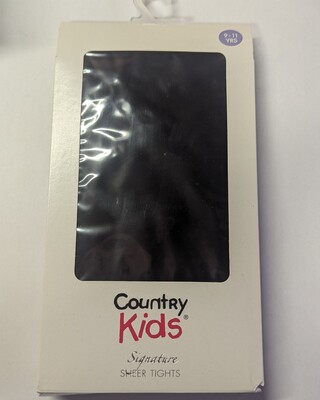 9-11
YRS
Country
Kids®
Signature
SHEER TIGHTS